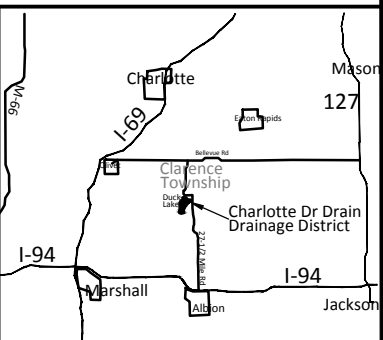 Charlotte
Mason
M-66
I-69
Eaton Rapids
127
Bellevue Rd
Olivet
Clarence
Township
Duck
Lake
Charlotte Dr Drain
Drainage District
27-1/2 Mile Rd
I-94
I-94
Marshall
Albion
Jackson